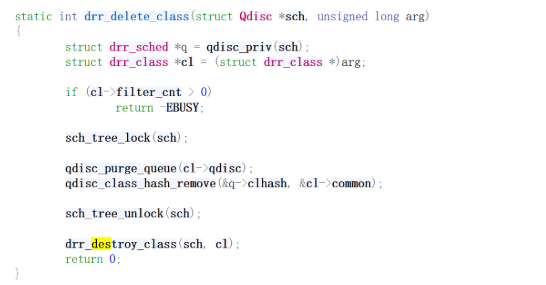 static int drr_delete_class(struct Qdisc *sch, unsigned long arg)
{
struct drr_sched *q = qdisc_priv(sch);
struct drr_class *cl = (struct drr_class *)arg;
if (cl->filter_cnt > 0)
return -EBUSY;
sch_tree_lock(sch);
qdisc_purge_queue(cl->qdisc);
qdisc_class_hash_remove(&q->clhash, &cl->common);
sch_tree_unlock(sch);
drr_destroy_class(sch, cl);
return 0;
}